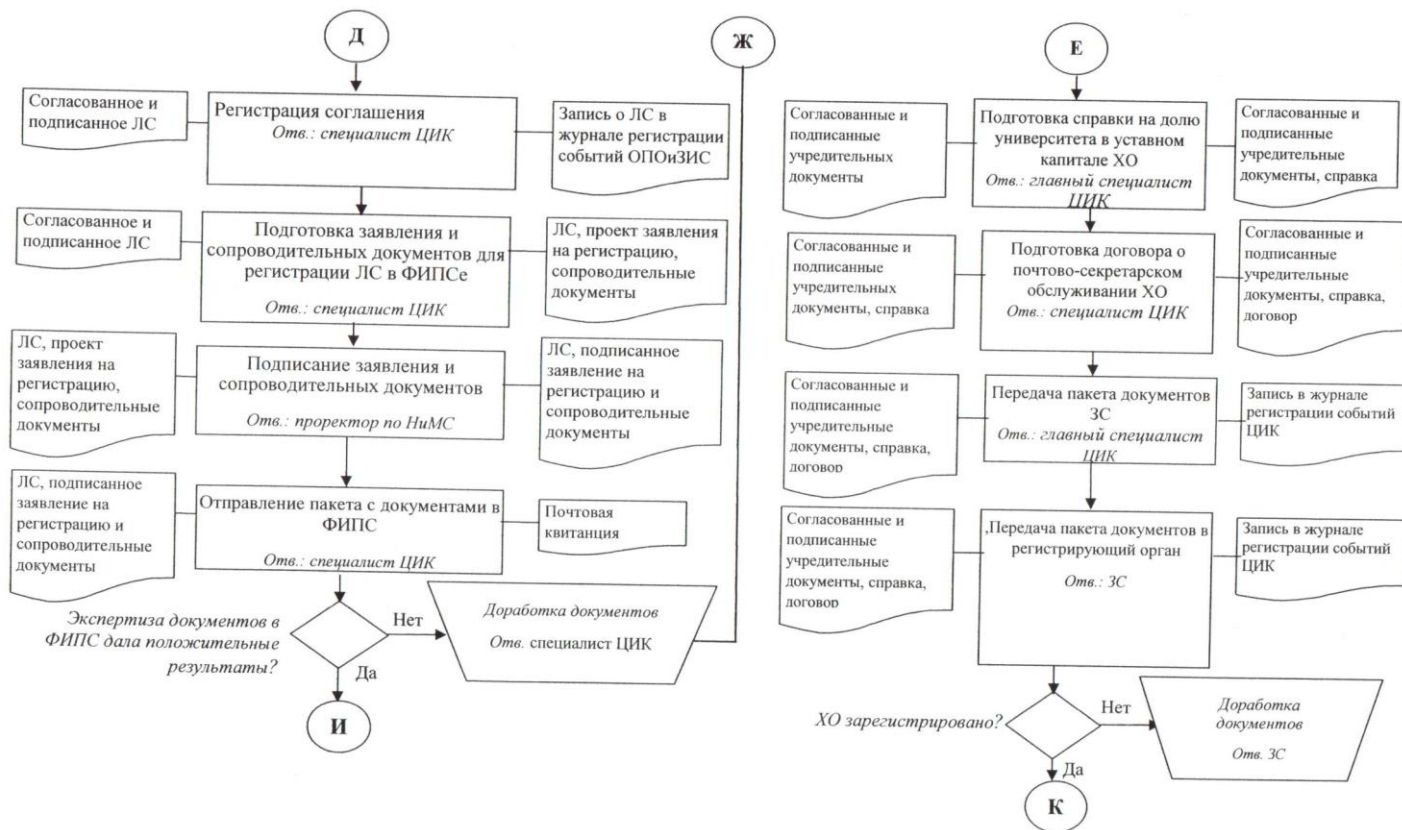 Д
Согласованное и
подписанное ЛС
Регистрация соглашения
Отв.: специалист ЦИК
Запись о ЛС в
журнале регистрации
событий ОПОиЗИС
Согласованное и
подписанное ЛС
Подготовка заявления и
сопроводительных документов для
регистрации ЛС в ФИПСе
Отв.: специалист ЦИК
ЛС, проект заявления
на регистрацию,
сопроводительные
документы
ЛС, проект
заявления на
регистрацию,
сопроводительные
документы
Подписание заявления и
сопроводительных документов
Отв.: проректор по НиМС
ЛС, подписанное
заявление на
регистрацию и
сопроводительные
документы
ЛС, подписанное
заявление на
регистрацию и
сопроводительные
документы
Отправление пакета с документами в
ФИПС
Отв.: специалист ЦИК
Почтовая
квитанция
Экспертиза документов в
ФИПС дала положительные
результаты?
Нет
Да
Доработка документов
Отв. специалист ЦИК
И
Ж
Е
Согласованные и
подписанные
учредительных
документы
Подготовка справки на долю
университета в уставном
капитале ХО
Отв.: главный специалист
ЦИК
Согласованные и
подписанные
учредительные
документы, справка
Согласованные и
подписанные
учредительных
документы, справка
Подготовка договора о
почтово-секретарском
обслуживании ХО
Отв.: специалист ЦИК
Согласованные и
подписанные
учредительные
документы, справка,
договор
Согласованные и
подписанные
учредительные
документы, справка,
договор
Передача пакета документов
ЗС
Отв.: главный специалист
ЦИК
Запись в журнале
регистрации событий
ЦИК
Согласованные и
подписанные
учредительные
документы, справка,
договор
,Передача пакета документов в
регистрирующий орган
Отв.: ЗС
Запись в журнале
регистрации событий
ЦИК
ХО зарегистрировано?
Нет
Да
Доработка
документов
Отв. ЗС
К